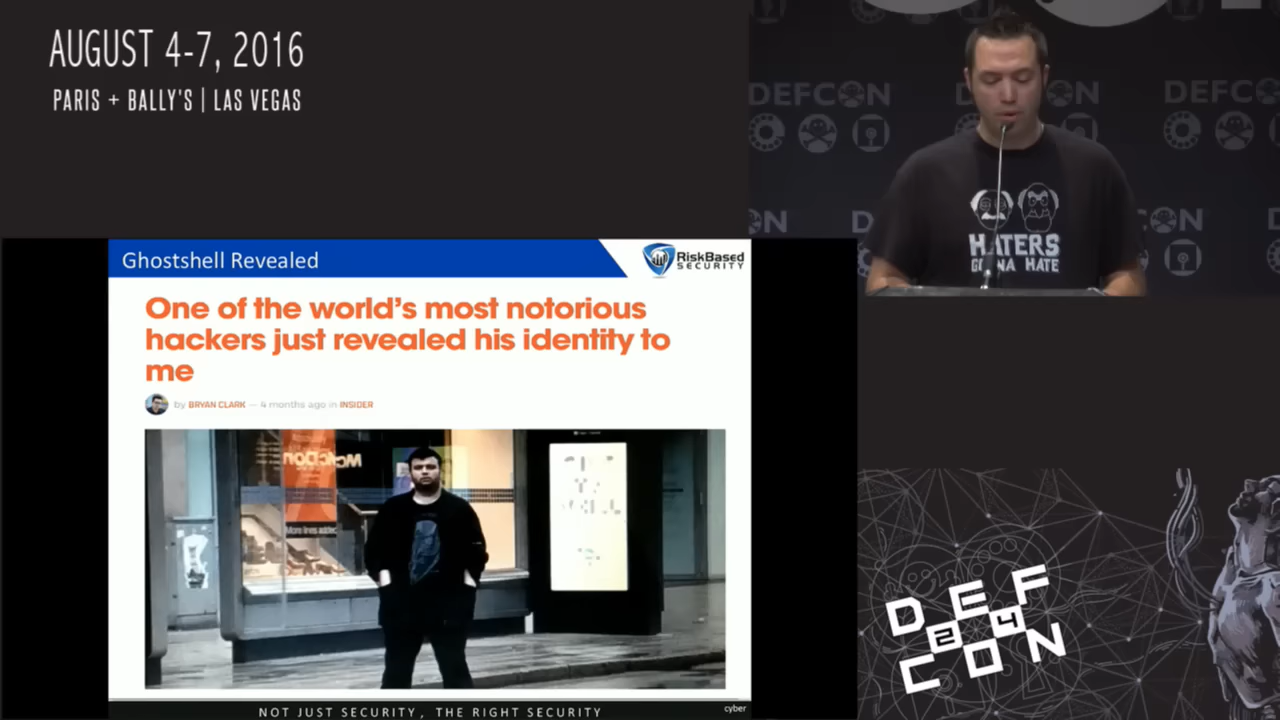 AUGUST 4-7, 2016
PARIS + BALLY'S | LAS VEGAS
DEFCON
DEFCON
HATERS
GONNA HATE
Ghostshell Revealed
RiskBased
SECURITY
One of the world's most notorious
hackers just revealed his identity to
me
by BRYAN CLARK — 4 months ago in INSIDER
McDon
More lines added
NOT JUST SECURITY, THE RIGHT SECURITY
cyber
DEF
24
CON